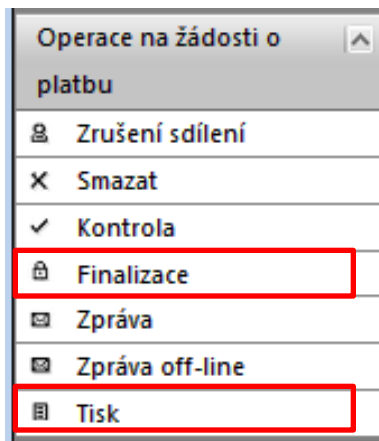 Operace na žádosti o
platbu
Zrušení sdílení
Smazat
Kontrola
Finalizace
Zpráva
Zpráva off-line
Tisk